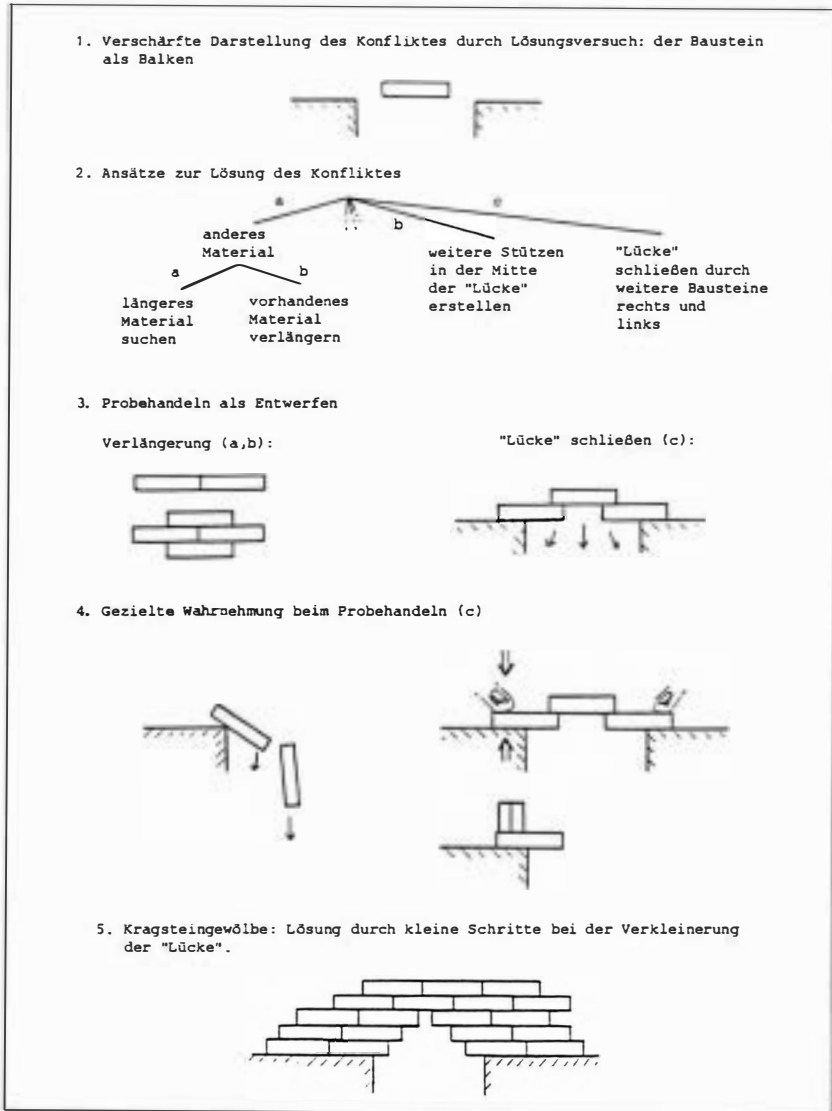 1. Verschärfte Darstellung des Konfliktes durch Lösungsversuch: der Baustein
als Balken
2. Ansätze zur Lösung des Konfliktes
a
b
c
anderes
Material
a
b
längeres
Material
suchen
vorhandenes
Material
verlängern
weitere Stützen
in der Mitte
der "Lücke"
erstellen
"Lücke"
schließen durch
weitere Bausteine
rechts und
links
3. Probehandeln als Entwerfen
Verlängerung (a,b):
"Lücke" schließen (c):
4. Gezielte Wahrnehmung beim Probehandeln (c)
5. Kragsteingewölbe: Lösung durch kleine Schritte bei der Verkleinerung
der "Lücke".